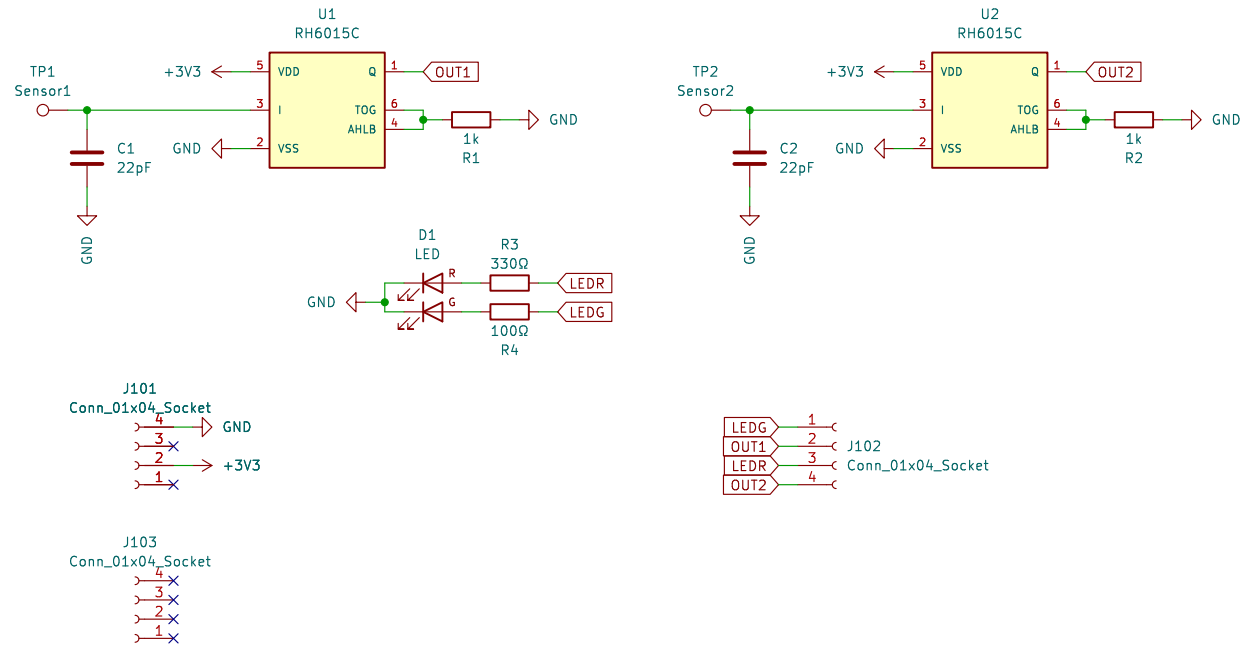 U1
RH6015C
TP1
Sensor1
+3V3
5
VDD
Q
1
OUT1
3
I
TOG
6
AHLB
4
GND
2
VSS
C1
22pF
GND
1k
R1
GND
U2
RH6015C
TP2
Sensor2
+3V3
5
VDD
Q
1
OUT2
3
I
TOG
6
AHLB
4
GND
2
VSS
C2
22pF
GND
1k
R2
GND
D1
LED
R3
330Ω
R
LEDR
GND
G
LEDG
100Ω
R4
J101
Conn_01x04_Socket
4
GND
3
2
+3V3
1
LEDG
1
OUT1
2
J102
LEDR
3
Conn_01x04_Socket
OUT2
4
J103
Conn_01x04_Socket
4
3
2
1